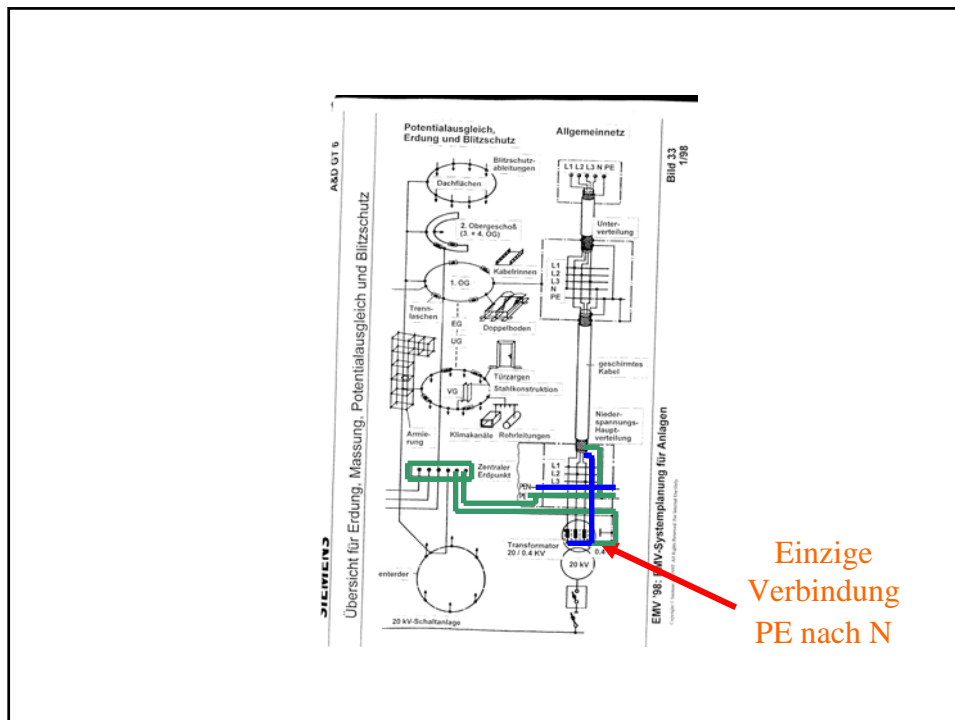 A&D GT 6
Übersicht für Erdung, Massung, Potentialausgleich und Blitzschutz
SIEMENS
Potentialausgleich,
Erdung und Blitzschutz
Allgemeinnetz
Bild 33
1/98
Blitzschutz-
ableitungen
Dachflächen
L1 L2 L3 N PE
2. Obergeschoß
(3. + 4. OG)
Unter-
verteilung
Kabelrinnen
1. OG
L1
L2
L3
N
PE
Trenn-
laschen
Doppelboden
EG
UG
geschirmtes
Kabel
Türzargen
Stahlkonstruktion
VG
Nieder-
spannungs-
Haupt-
verteilung
Armie-
rung
Klimakanäle
Rohrleitungen
Zentraler
Erdpunkt
L1
L2
L3
PEN
PE
Transformator
20 / 0.4 KV
0.4
20 kV
enterder
20 kV-Schaltanlage
EMV '98: EMV-Systemplanung für Anlagen
Einzige
Verbindung
PE nach N